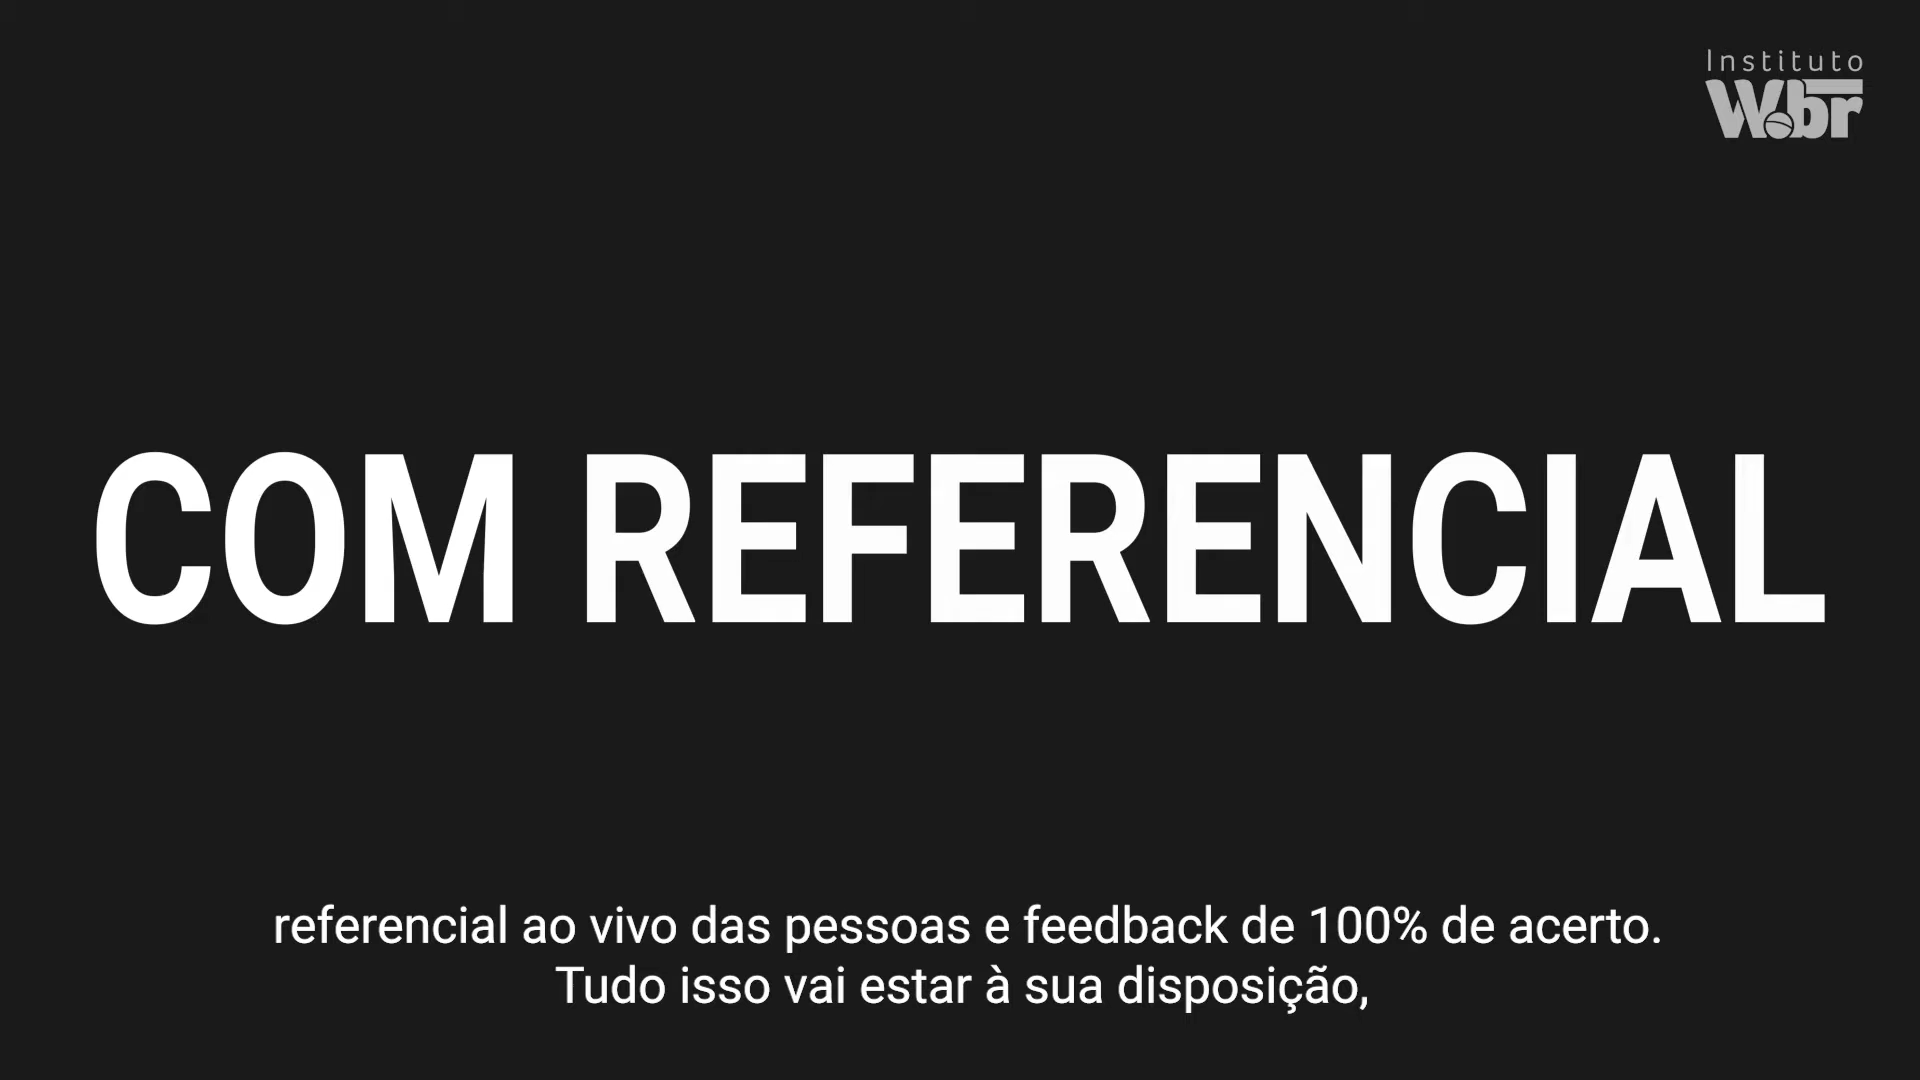 Instituto
W.br
COM REFERENCIAL
referencial ao vivo das pessoas e feedback de 100% de acerto.
Tudo isso vai estar à sua disposição,